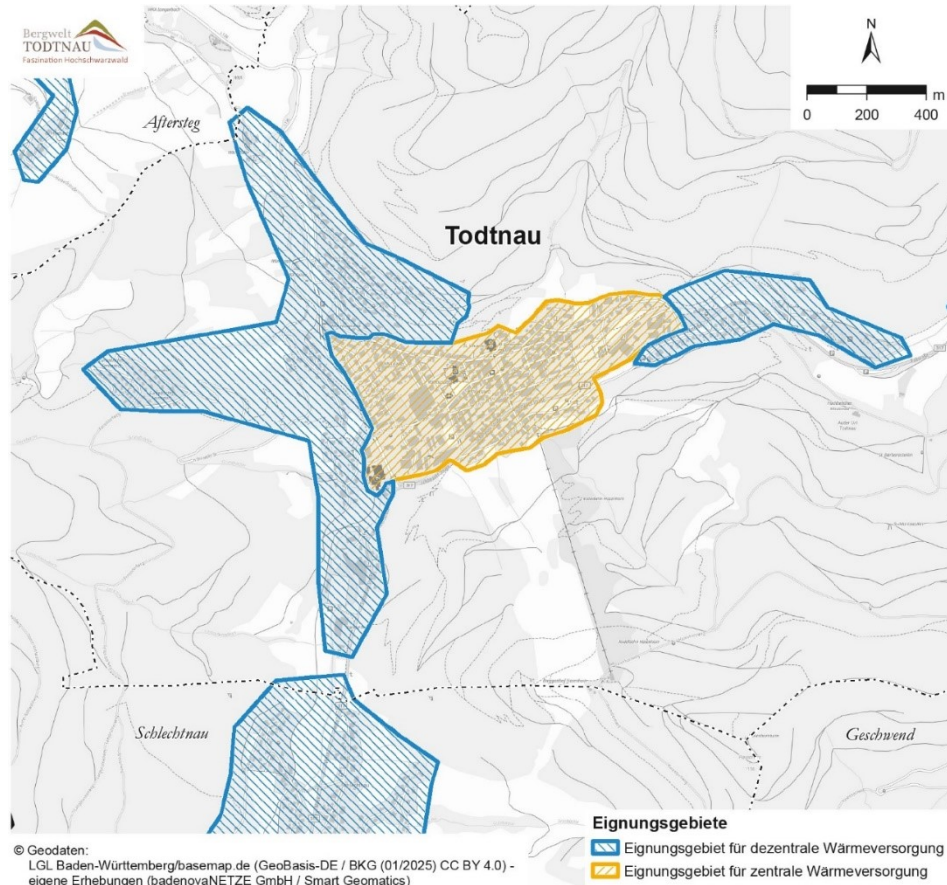 Bergwelt
TODTNAU
Faszination Hochschwarzwald
N
0 200 400 m
Aftersteg
Todtnau
Schlechtnau
Geschwend
Eignungsgebiete
Eignungsgebiet für dezentrale Wärmeversorgung
Eignungsgebiet für zentrale Wärmeversorgung
© Geodaten:
LGL Baden-Württemberg/basemap.de (GeoBasis-DE / BKG (01/2025) CC BY 4.0) -
eigene Erhebungen (badenovaNETZE GmbH / Smart Geomatics)